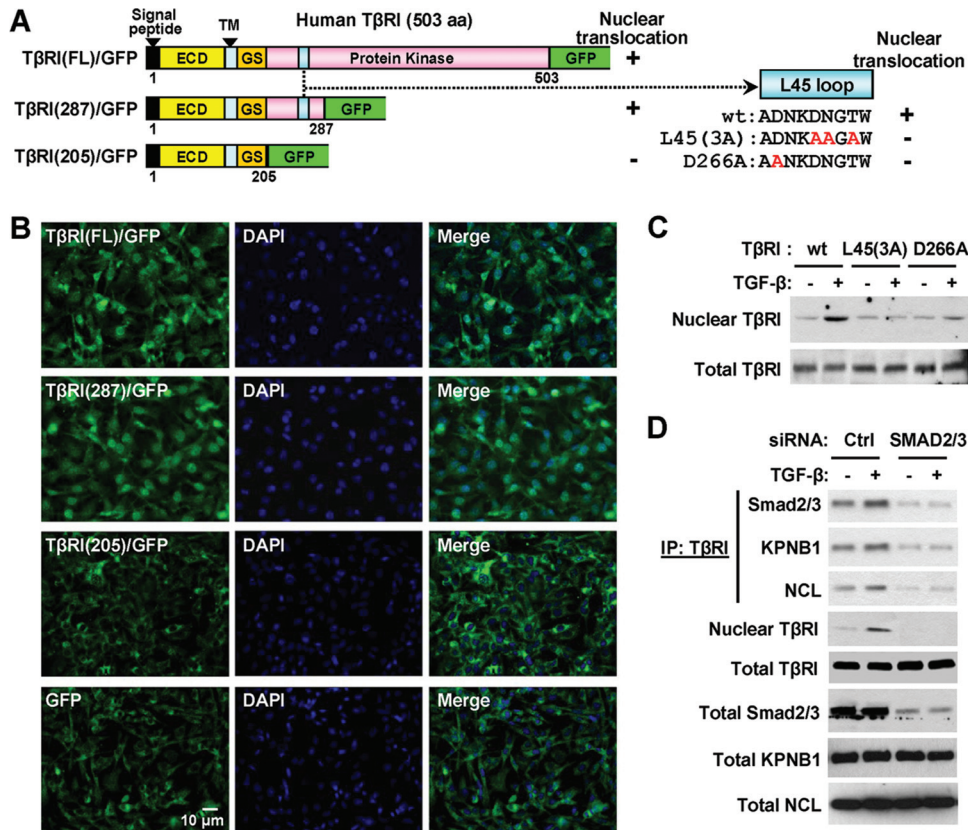 A
Signal
peptide
TM
Human TβRI (503 aa)
Nuclear
translocation
TβRI(FL)/GFP
ECD
GS
Protein Kinase
GFP
+
1
503
Nuclear
translocation
L45 loop
TβRI(287)/GFP
ECD
GS
GFP
+
1
287
wt:ADNKDNGTW +
L45(3A) ADNKAAGAW -
TβRI(205)/GFP
ECD
GS
GFP
-
D266A:AANKDNGTW -
1
205
B
TβRI(FL)/GFP
DAPI
Merge
TβRI(287)/GFP
DAPI
Merge
TβRI(205)/GFP
DAPI
Merge
GFP
DAPI
Merge
10 μm
C
TβRI : wt L45(3A) D266A
TGF-β: - + - + - +
Nuclear TβRI
Total TβRI
D
siRNA: Ctrl SMAD2/3
TGF-β: - + - +
IP: TβRI
Smad2/3
KPNB1
NCL
Nuclear TβRI
Total TβRI
Total Smad2/3
Total KPNB1
Total NCL